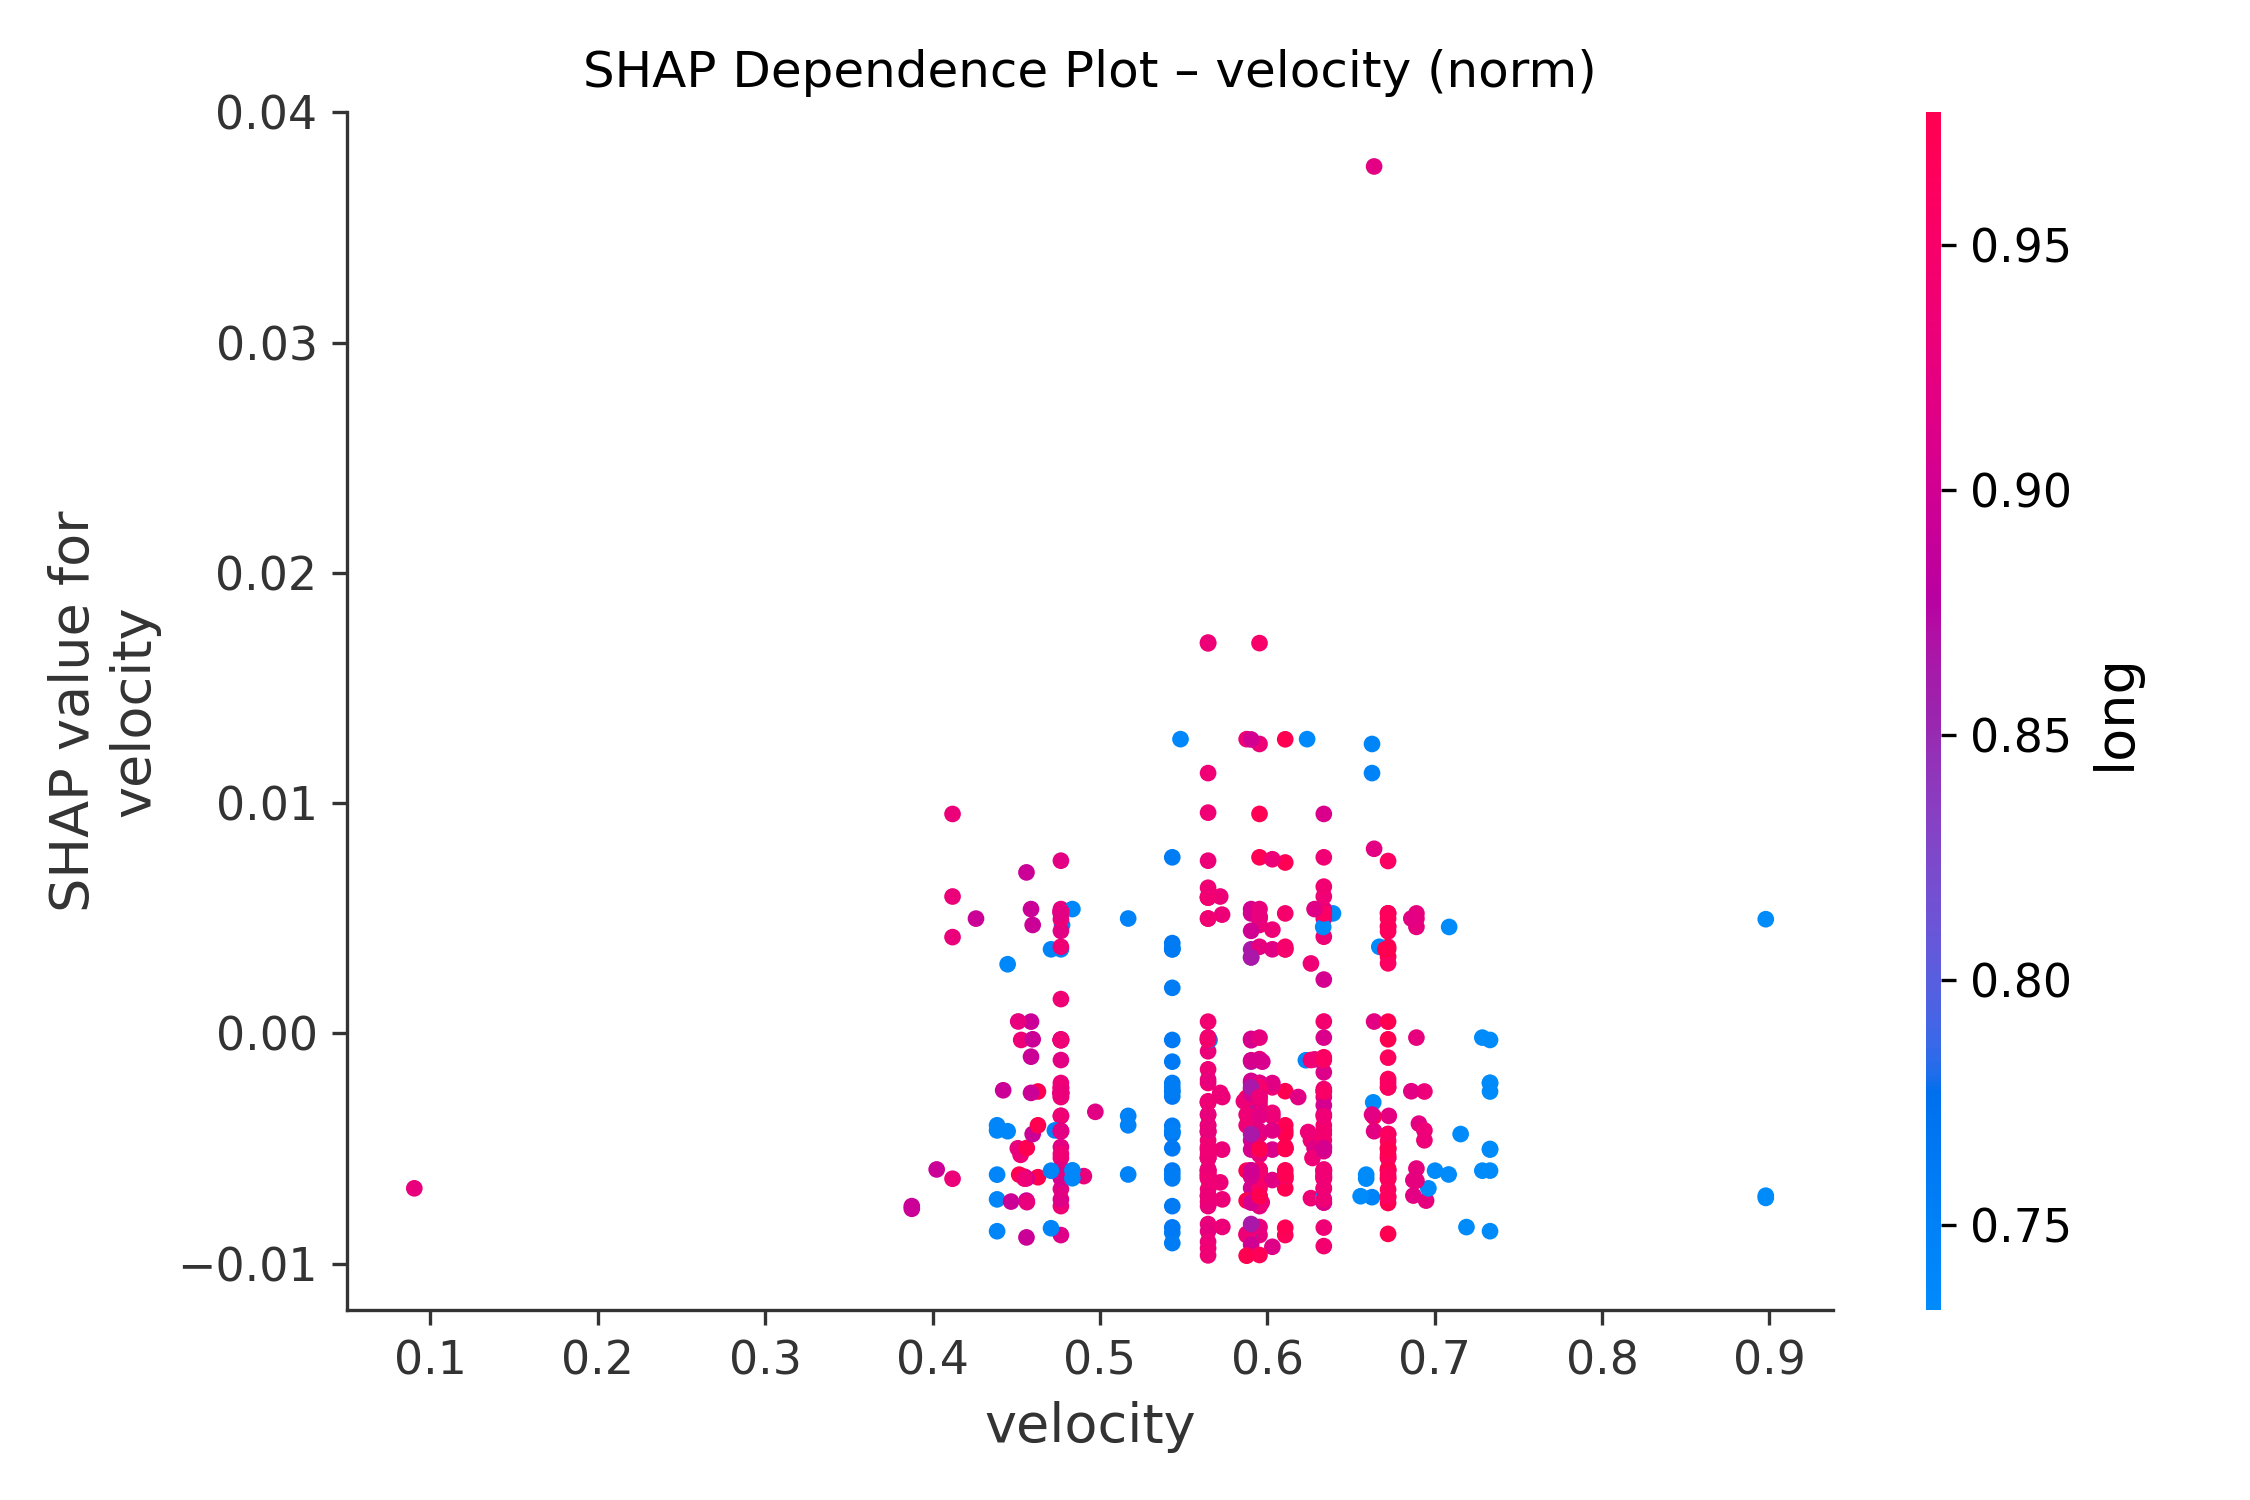 SHAP Dependence Plot – velocity (norm)
0.04
0.03
0.02
0.01
0.00
−0.01
SHAP value for
velocity
0.1 0.2 0.3 0.4 0.5 0.6 0.7 0.8 0.9
velocity
0.95
0.90
0.85
0.80
0.75
long